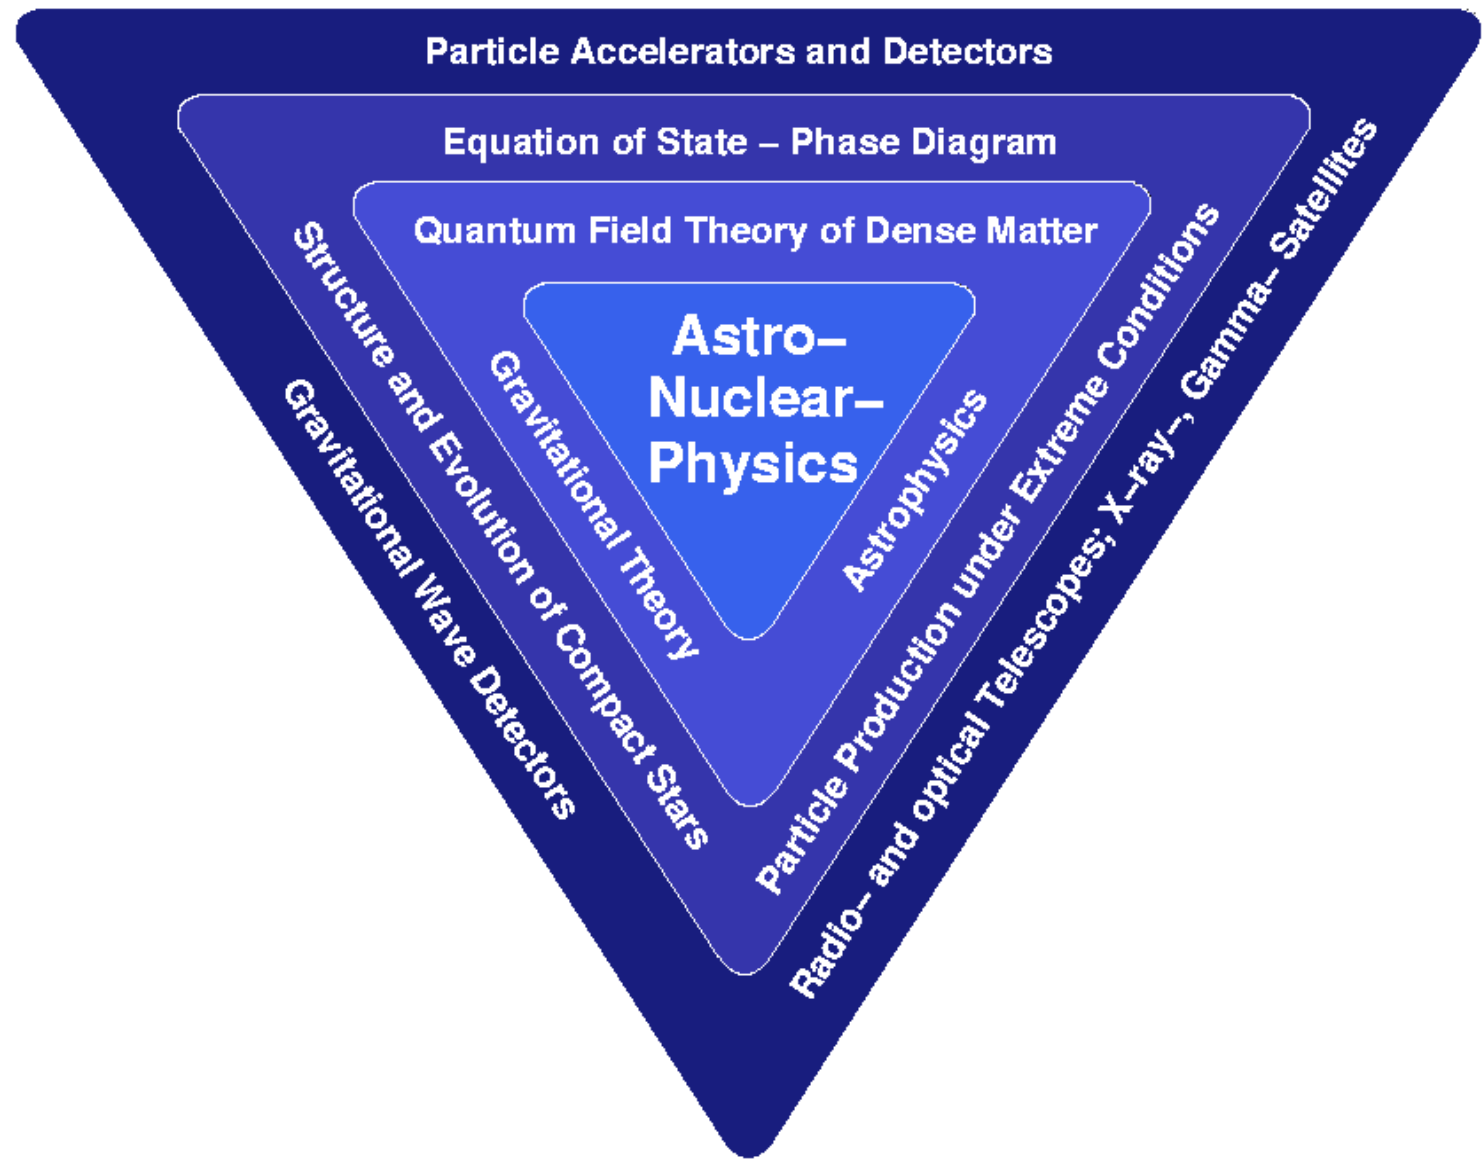 Particle Accelerators and Detectors
Equation of State – Phase Diagram
Quantum Field Theory of Dense Matter
Astro–
Nuclear–
Physics
Gravitational Theory
Astrophysics
Structure and Evolution of Compact Stars
Particle Production under Extreme Conditions
Gravitational Wave Detectors
Radio– and optical Telescopes; X–ray–, Gamma– Satellites